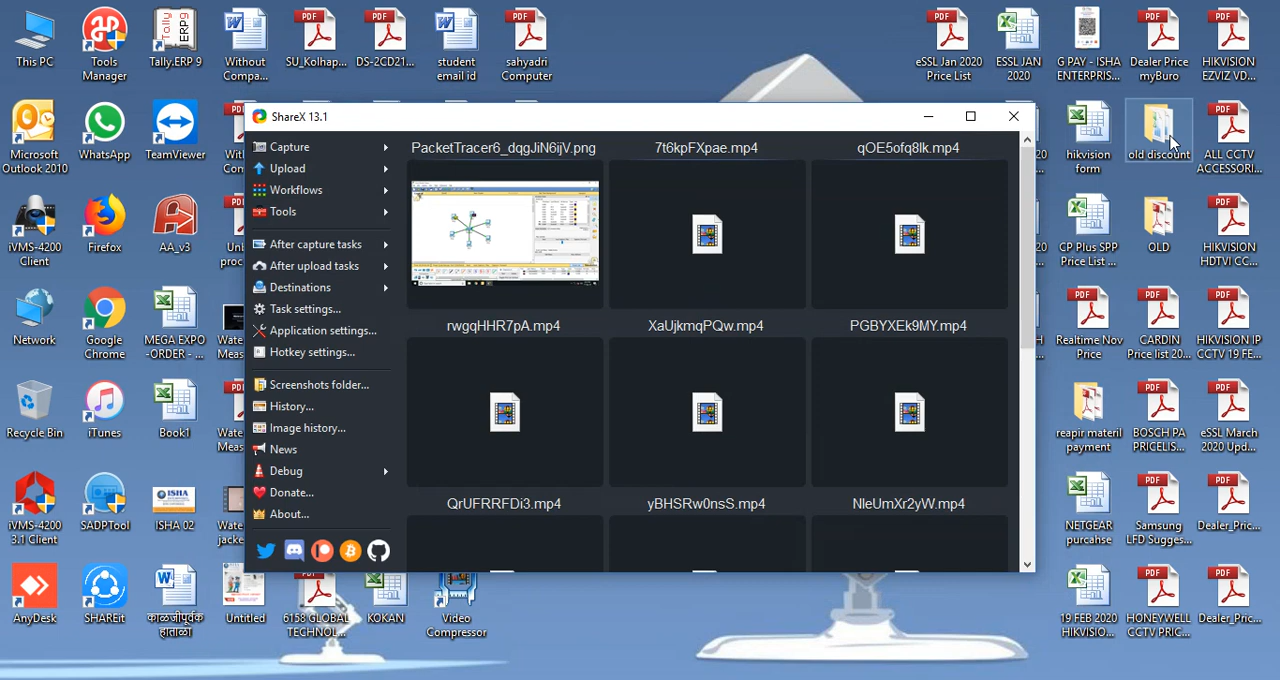 This PC
Tools
Manager
Tally.ERP 9
Without
Compa...
SU_Kolhap...
DS-2CD21...
student
email id
sahyadri
Computer
eSSL Jan 2020
Price List
ESSL JAN
2020
G PAY - ISHA
ENTERPRIS...
Dealer Price
myBuro
HIKVISION
EZVIZ VD...
Microsoft
Outlook 2010
WhatsApp
TeamViewer
hikvision
form
old discount
ALL CCTV
ACCESSORI...
iVMS-4200
Client
Firefox
AA_v3
CP Plus SPP
Price List ...
OLD
HIKVISION
HDTVI CC...
Network
Google
Chrome
MEGA EXPO
-ORDER - ...
Realtime Nov
Price
CARDIN
Price list 20...
HIKVISION IP
CCTV 19 FE...
Recycle Bin
iTunes
Book1
reapir materil
payment
BOSCH PA
PRICELIS...
eSSL March
2020 Upd...
iVMS-4200
3.1 Client
SADPTool
ISHA 02
NETGEAR
purcahse
Samsung
LFD Sugges...
Dealer_Pric...
AnyDesk
SHAREit
काळजीपूर्वक
हाताळा
Untitled
6158 GLOBAL
TECHNOL...
KOKAN
Video
Compressor
19 FEB 2020
HIKVISIO...
HONEYWELL
CCTV PRIC...
Dealer_Pric...
ShareX 13.1
Capture
Upload
Workflows
Tools
After capture tasks
After upload tasks
Destinations
Task settings...
Application settings...
Hotkey settings...
Screenshots folder...
History...
Image history...
News
Debug
Donate...
About...
PacketTracer6_dqgJiN6ijV.png
7t6kpFXpae.mp4
qOE5ofq8lk.mp4
rwgqHHR7pA.mp4
XaUjkmqPQw.mp4
PGBYXEk9MY.mp4
QrUFRRFDi3.mp4
yBHSRw0nsS.mp4
NleUmXr2yW.mp4